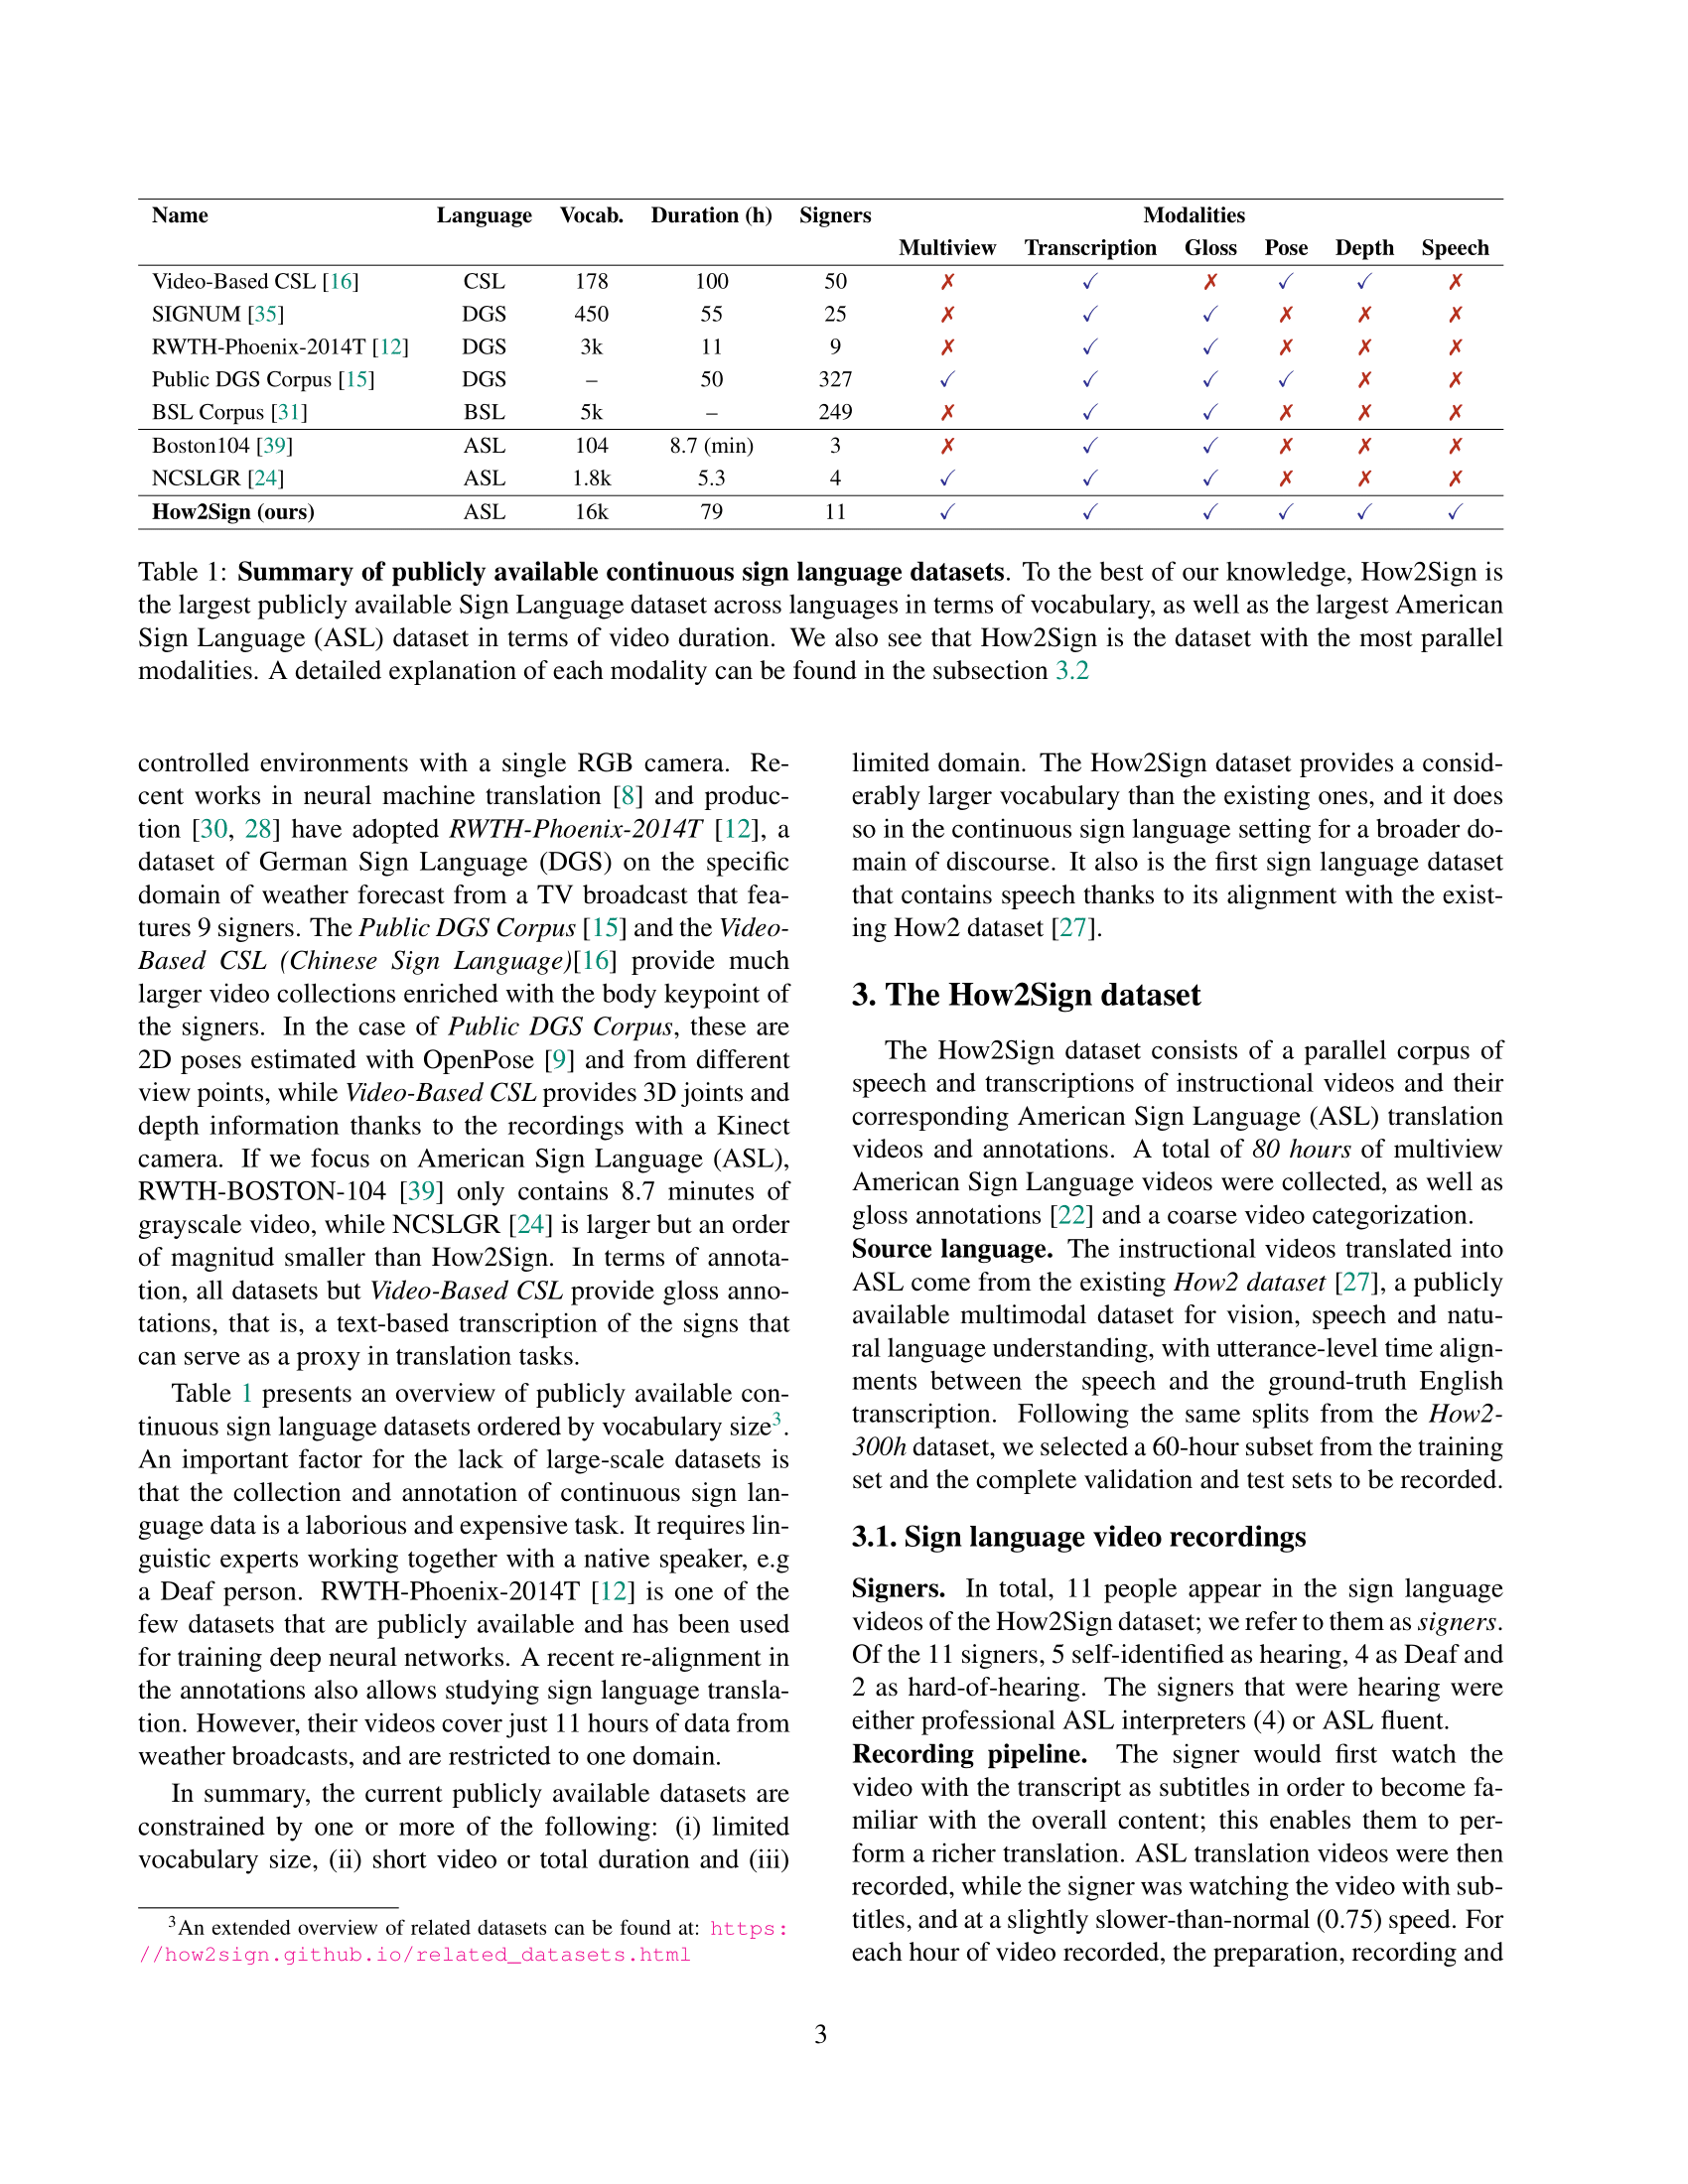 Name Language Vocab. Duration (h) Signers Modalities
Multiview Transcription Gloss Pose Depth Speech
Video-Based CSL [16] CSL 178 100 50 ✗ ✓ ✗ ✓ ✓ ✗
SIGNUM [35] DGS 450 55 25 ✗ ✓ ✓ ✗ ✗ ✗
RWTH-Phoenix-2014T [12] DGS 3k 11 9 ✗ ✓ ✓ ✗ ✗ ✗
Public DGS Corpus [15] DGS – 50 327 ✓ ✓ ✓ ✓ ✗ ✗
BSL Corpus [31] BSL 5k – 249 ✗ ✓ ✓ ✗ ✗ ✗
Boston104 [39] ASL 104 8.7 (min) 3 ✗ ✓ ✓ ✗ ✗ ✗
NCSLGR [24] ASL 1.8k 5.3 4 ✓ ✓ ✓ ✗ ✗ ✗
How2Sign (ours) ASL 16k 79 11 ✓ ✓ ✓ ✓ ✓ ✓
Table 1: Summary of publicly available continuous sign language datasets. To the best of our knowledge, How2Sign is
the largest publicly available Sign Language dataset across languages in terms of vocabulary, as well as the largest American
Sign Language (ASL) dataset in terms of video duration. We also see that How2Sign is the dataset with the most parallel
modalities. A detailed explanation of each modality can be found in the subsection 3.2
controlled environments with a single RGB camera. Re-
cent works in neural machine translation [8] and produc-
tion [30, 28] have adopted RWTH-Phoenix-2014T [12], a
dataset of German Sign Language (DGS) on the specific
domain of weather forecast from a TV broadcast that fea-
tures 9 signers. The Public DGS Corpus [15] and the Video-
Based CSL (Chinese Sign Language)[16] provide much
larger video collections enriched with the body keypoint of
the signers. In the case of Public DGS Corpus, these are
2D poses estimated with OpenPose [9] and from different
view points, while Video-Based CSL provides 3D joints and
depth information thanks to the recordings with a Kinect
camera. If we focus on American Sign Language (ASL),
RWTH-BOSTON-104 [39] only contains 8.7 minutes of
grayscale video, while NCSLGR [24] is larger but an order
of magnitud smaller than How2Sign. In terms of annota-
tion, all datasets but Video-Based CSL provide gloss anno-
tations, that is, a text-based transcription of the signs that
can serve as a proxy in translation tasks.
Table 1 presents an overview of publicly available con-
tinuous sign language datasets ordered by vocabulary size3.
An important factor for the lack of large-scale datasets is
that the collection and annotation of continuous sign lan-
guage data is a laborious and expensive task. It requires lin-
guistic experts working together with a native speaker, e.g
a Deaf person. RWTH-Phoenix-2014T [12] is one of the
few datasets that are publicly available and has been used
for training deep neural networks. A recent re-alignment in
the annotations also allows studying sign language transla-
tion. However, their videos cover just 11 hours of data from
weather broadcasts, and are restricted to one domain.
In summary, the current publicly available datasets are
constrained by one or more of the following: (i) limited
vocabulary size, (ii) short video or total duration and (iii)
3An extended overview of related datasets can be found at: https:
//how2sign.github.io/related_datasets.html
limited domain. The How2Sign dataset provides a consid-
erably larger vocabulary than the existing ones, and it does
so in the continuous sign language setting for a broader do-
main of discourse. It also is the first sign language dataset
that contains speech thanks to its alignment with the exist-
ing How2 dataset [27].
3. The How2Sign dataset
The How2Sign dataset consists of a parallel corpus of
speech and transcriptions of instructional videos and their
corresponding American Sign Language (ASL) translation
videos and annotations. A total of 80 hours of multiview
American Sign Language videos were collected, as well as
gloss annotations [22] and a coarse video categorization.
Source language. The instructional videos translated into
ASL come from the existing How2 dataset [27], a publicly
available multimodal dataset for vision, speech and natu-
ral language understanding, with utterance-level time align-
ments between the speech and the ground-truth English
transcription. Following the same splits from the How2-
300h dataset, we selected a 60-hour subset from the training
set and the complete validation and test sets to be recorded.
3.1. Sign language video recordings
Signers. In total, 11 people appear in the sign language
videos of the How2Sign dataset; we refer to them as signers.
Of the 11 signers, 5 self-identified as hearing, 4 as Deaf and
2 as hard-of-hearing. The signers that were hearing were
either professional ASL interpreters (4) or ASL fluent.
Recording pipeline. The signer would first watch the
video with the transcript as subtitles in order to become fa-
miliar with the overall content; this enables them to per-
form a richer translation. ASL translation videos were then
recorded, while the signer was watching the video with sub-
titles, and at a slightly slower-than-normal (0.75) speed. For
each hour of video recorded, the preparation, recording and
3